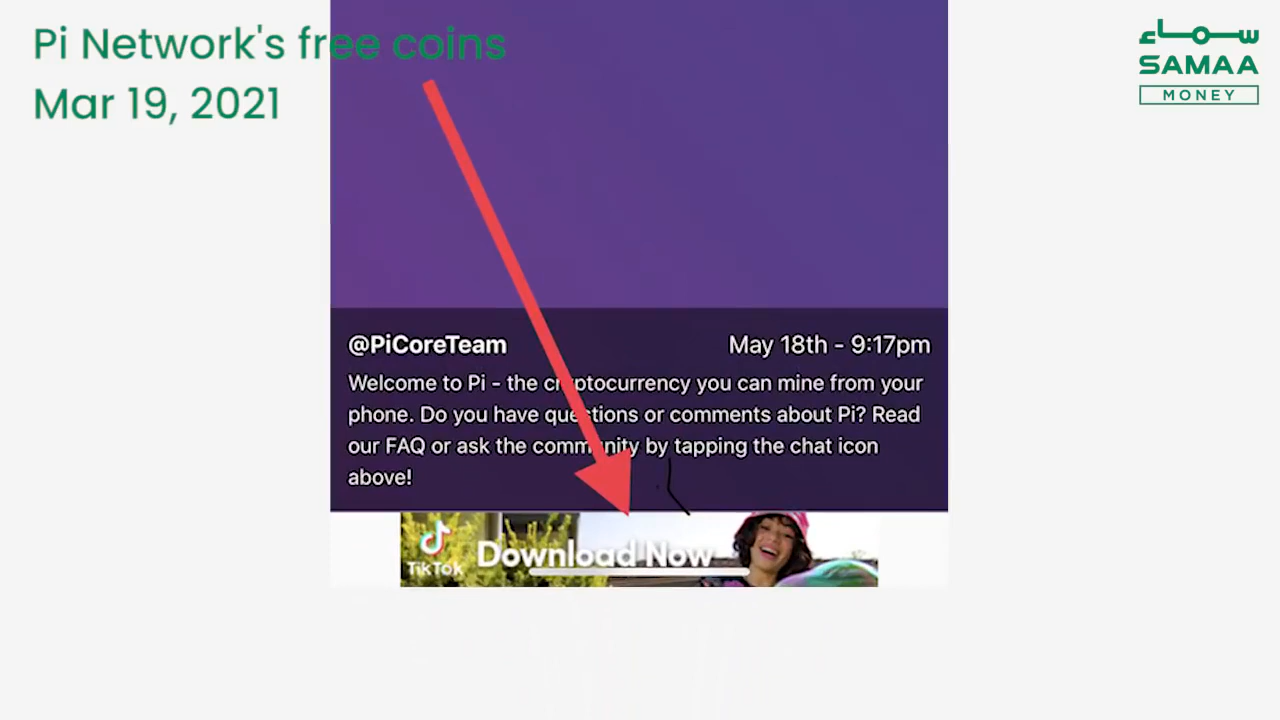 Pi Network's free coins
Mar 19, 2021
سماء
SAMAA
MONEY
@PiCoreTeam
May 18th - 9:17pm
Welcome to Pi - the cryptocurrency you can mine from your
phone. Do you have questions or comments about Pi? Read
our FAQ or ask the community by tapping the chat icon
above!
TikTok
Download Now